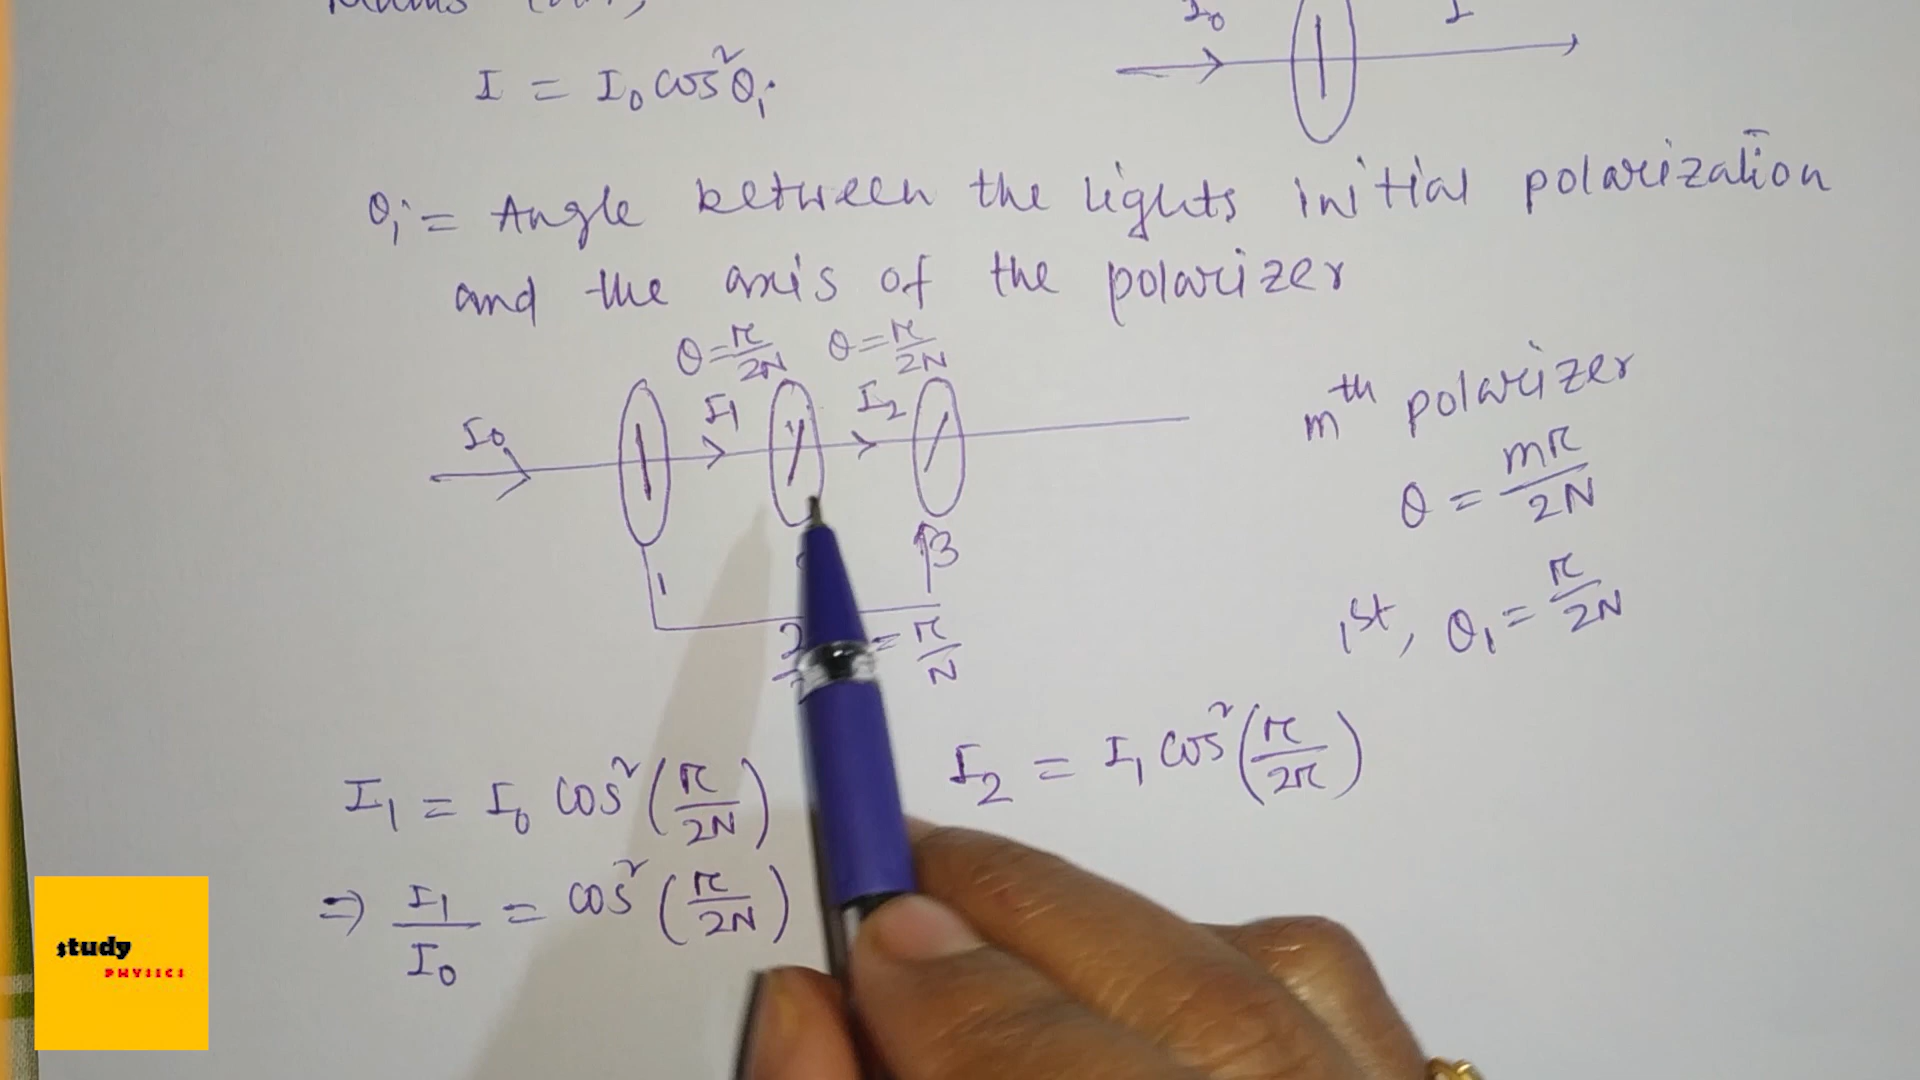 I₀ I
I = I₀ cos²θᵢ
θᵢ = Angle between the lights initial polarization
and the axis of the polarizer
θ = π/2N θ = π/2N
I₀ I₁ I₂
mᵗʰ polarizer
θ = mπ/2N
1
3
= π/N
1st, θ₁ = π/2N
I₁ = I₀ cos²(π/2N)
I₂ = I₁ cos²(π/2π)
⇒ I₁/I₀ = cos²(π/2N)
study
PHYSICS